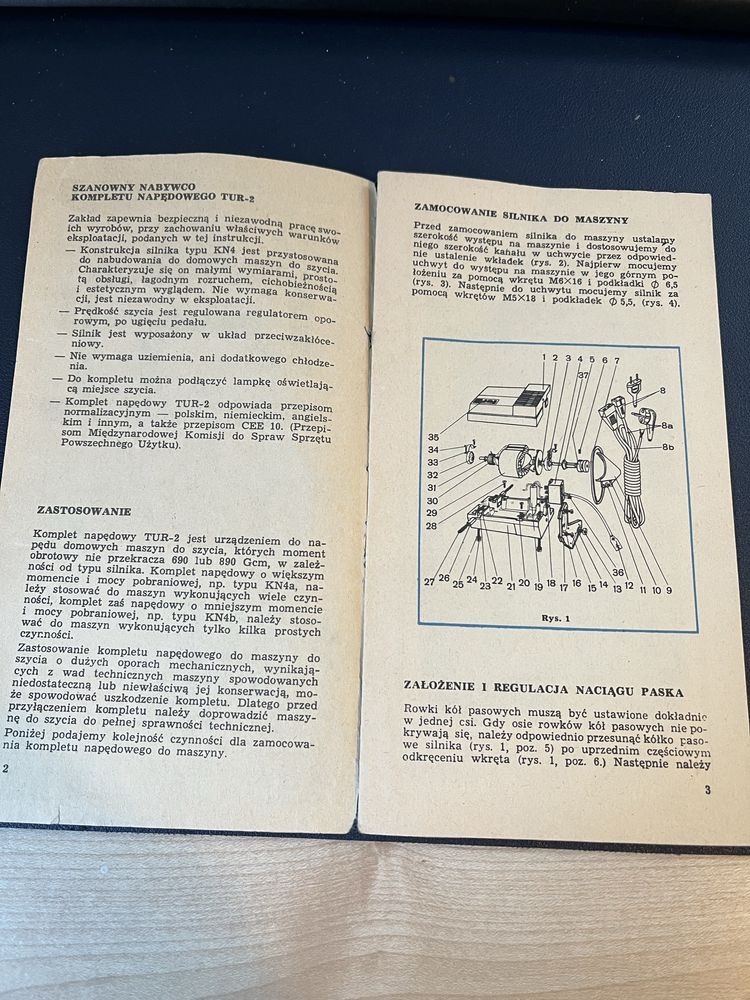 SZANOWNY NABYWCO
KOMPLETU NAPĘDOWEGO TUR-2
Zakład zapewnia bezpieczną i niezawodną pracę swo-
ich wyrobów, przy zachowaniu właściwych warunków
eksploatacji, podanych w tej instrukcji.
— Konstrukcja silnika typu KN4 jest przystosowana
do nabudowania do domowych maszyn do szycia.
Charakteryzuje się on małymi wymiarami, prosto-
tą obsługi, łagodnym rozruchem, cichobieżnością
i estetycznym wyglądem. Nie wymaga konserwa-
cji, jest niezawodny w eksploatacji.
— Prędkość szycia jest regulowana regulatorem opo-
rowym, po ugięciu pedału.
— Silnik jest wyposażony w układ przeciwzakłóce-
niowy.
— Nie wymaga uziemienia, ani dodatkowego chłodze-
nia.
— Do kompletu można podłączyć lampkę oświetlają-
cą miejsce szycia.
— Komplet napędowy TUR-2 odpowiada przepisom
normalizacyjnym — polskim, niemieckim, angiels-
kim i innym, a także przepisom CEE 10. (Przepi-
som Międzynarodowej Komisji do Spraw Sprzętu
Powszechnego Użytku).
ZASTOSOWANIE
Komplet napędowy TUR-2 jest urządzeniem do na-
pędu domowych maszyn do szycia, których moment
obrotowy nie przekracza 690 lub 890 Gcm, w zależ-
ności od typu silnika. Komplet napędowy o większym
momencie i mocy pobraniowej, np. typu KN4a, na-
leży stosować do maszyn wykonujących wiele czyn-
ności, komplet zaś napędowy o mniejszym momencie
i mocy pobraniowej, np. typu KN4b, należy stoso-
wać do maszyn wykonujących tylko kilka prostych
czynności.
Zastosowanie kompletu napędowego do maszyny do
szycia o dużych oporach mechanicznych, wynikają-
cych z wad technicznych maszyny spowodowanych
niedostateczną lub niewłaściwą jej konserwacją, mo-
że spowodować uszkodzenie kompletu. Dlatego przed
przyłączeniem kompletu należy doprowadzić maszy-
nę do szycia do pełnej sprawności technicznej.
Poniżej podajemy kolejność czynności dla zamocowa-
nia kompletu napędowego do maszyny.
2
ZAMOCOWANIE SILNIKA DO MASZYNY
Przed zamocowaniem silnika do maszyny ustalamy
szerokość występu na maszynie i dostosowujemy do
niego szerokość kanału w uchwycie przez odpowied-
nie ustalenie wkładek (rys. 2). Najpierw mocujemy
uchwyt do występu na maszynie w jego górnym po-
łożeniu za pomocą wkrętu M6×16 i podkładki Φ 6,5
(rys. 3). Następnie do uchwytu mocujemy silnik za
pomocą wkrętów M5×18 i podkładek Φ 5,5, (rys. 4).
1 2 3 4 5 6 7
37
8
8a
8b
35
34
33
32
31
30
29
28
27 26 25 24 23 22 21 20 19 18 17 16 15 14 13 12 11 10 9
36
Rys. 1
ZAŁOŻENIE I REGULACJA NACIĄGU PASKA
Rowki kół pasowych muszą być ustawione dokładnie
w jednej csi. Gdy osie rowków kół pasowych nie po-
krywają się, należy odpowiednio przesunąć kółko paso-
we silnika (rys. 1, poz. 5) po uprzednim częściowym
odkręceniu wkręta (rys. 1, poz. 6.) Następnie należy
3